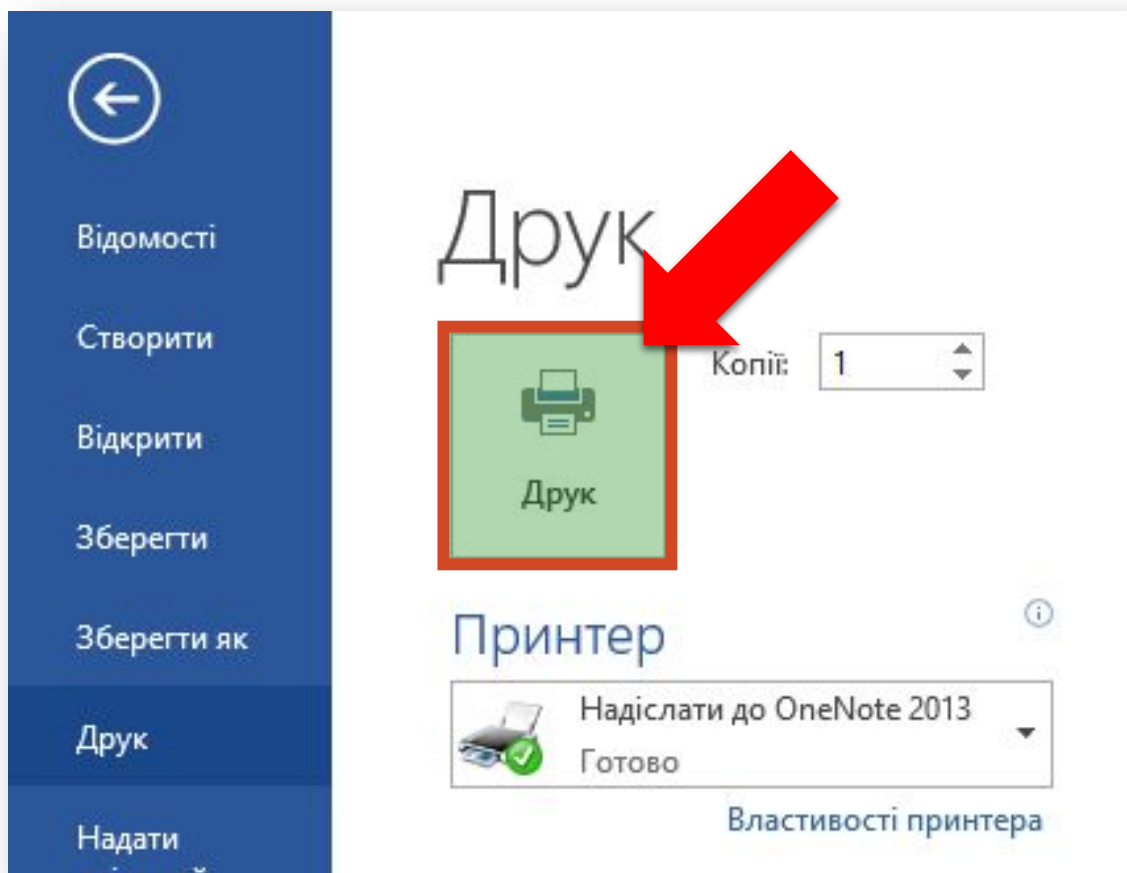 Відомості
Створити
Відкрити
Зберегти
Зберегти як
Друк
Надати
Друк
Копії:
1
Друк
Принтер
Надіслати до OneNote 2013
Готово
Властивості принтера